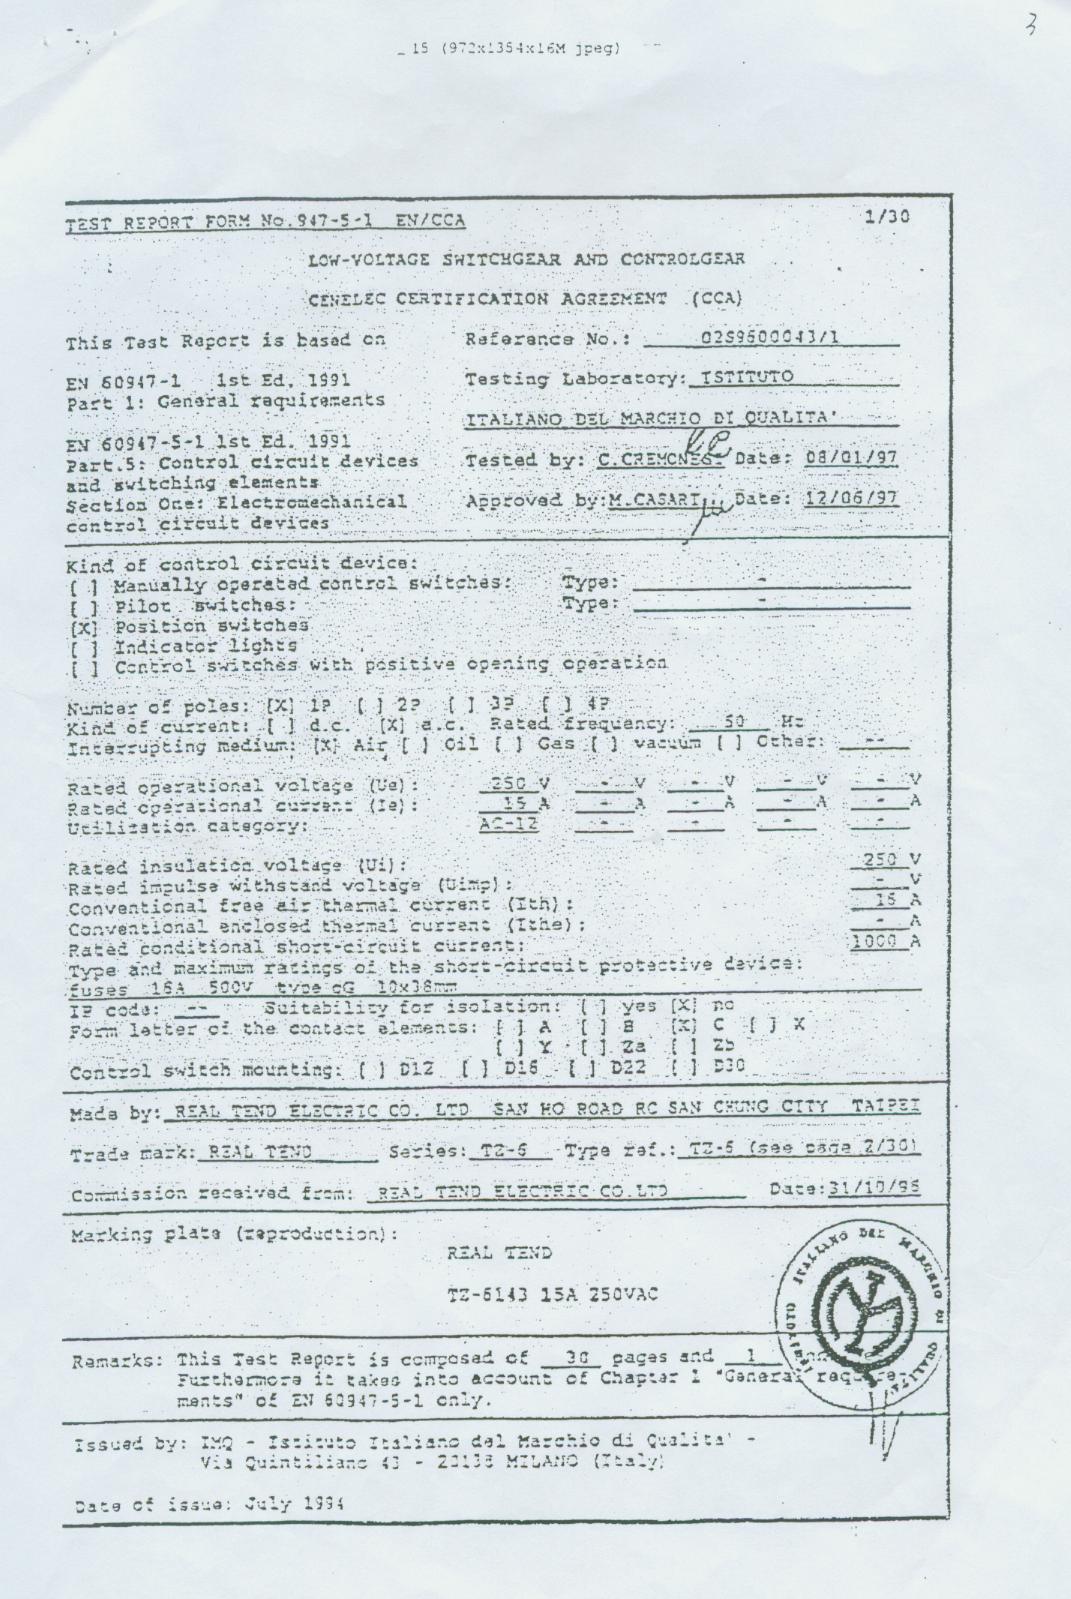 3
_ 15 (972x1354x16M jpeg)
TEST REPORT FORM No.947-5-1 EN/CCA 1/30
LOW-VOLTAGE SWITCHGEAR AND CONTROLGEAR
CENELEC CERTIFICATION AGREEMENT (CCA)
This Test Report is based on Reference No.: 02S9600043/1
EN 60947-1 1st Ed. 1991 Testing Laboratory: ISTITUTO
Part 1: General requirements
ITALIANO DEL MARCHIO DI QUALITA'
EN 60947-5-1 1st Ed. 1991
Part.5: Control circuit devices Tested by: C.CREMONESI Date: 08/01/97
and switching elements
Section One: Electromechanical Approved by: M.CASARI Date: 12/06/97
control circuit devices
Kind of control circuit device:
[ ] Manually operated control switches: Type: -
[ ] Pilot switches: Type: -
[X] Position switches
[ ] Indicator lights
[ ] Control switches with positive opening operation
Number of poles: [X] 1P [ ] 2P [ ] 3P [ ] 4P
Kind of current: [ ] d.c. [X] a.c. Rated frequency: 50 Hz
Interrupting medium: [X] Air [ ] Oil [ ] Gas [ ] vacuum [ ] Other: --
Rated operational voltage (Ue): 250 V - V - V - V - V
Rated operational current (Ie): 15 A - A - A - A - A
Utilization category: AC-12 - - - -
Rated insulation voltage (Ui): 250 V
Rated impulse withstand voltage (Uimp): - V
Conventional free air thermal current (Ith): 15 A
Conventional enclosed thermal current (Ithe): - A
Rated conditional short-circuit current: 1000 A
Type and maximum ratings of the short-circuit protective device:
fuses 16A 500V type gG 10x38mm
IP code: -- Suitability for isolation: [ ] yes [X] no
Form letter of the contact elements: [ ] A [ ] B [X] C [ ] X
[ ] Y [ ] Za [ ] Zb
Control switch mounting: [ ] D12 [ ] D16 [ ] D22 [ ] D30
Made by: REAL TEND ELECTRIC CO. LTD SAN HO ROAD RC SAN CHUNG CITY TAIPEI
Trade mark: REAL TEND Series: TZ-6 Type ref.: TZ-6 (see page 2/30)
Commission received from: REAL TEND ELECTRIC CO.LTD Date:31/10/96
Marking plate (reproduction):
REAL TEND
TZ-6143 15A 250VAC
ISTITUTO ITALIANO DEL MARCHIO DI QUALITA'
Remarks: This Test Report is composed of 30 pages and 1
Furthermore it takes into account of Chapter 1 "General require-
ments" of EN 60947-5-1 only.
Issued by: IMQ - Istituto Italiano del Marchio di Qualita' -
Via Quintiliano 43 - 20138 MILANO (Italy)
Date of issue: July 1994